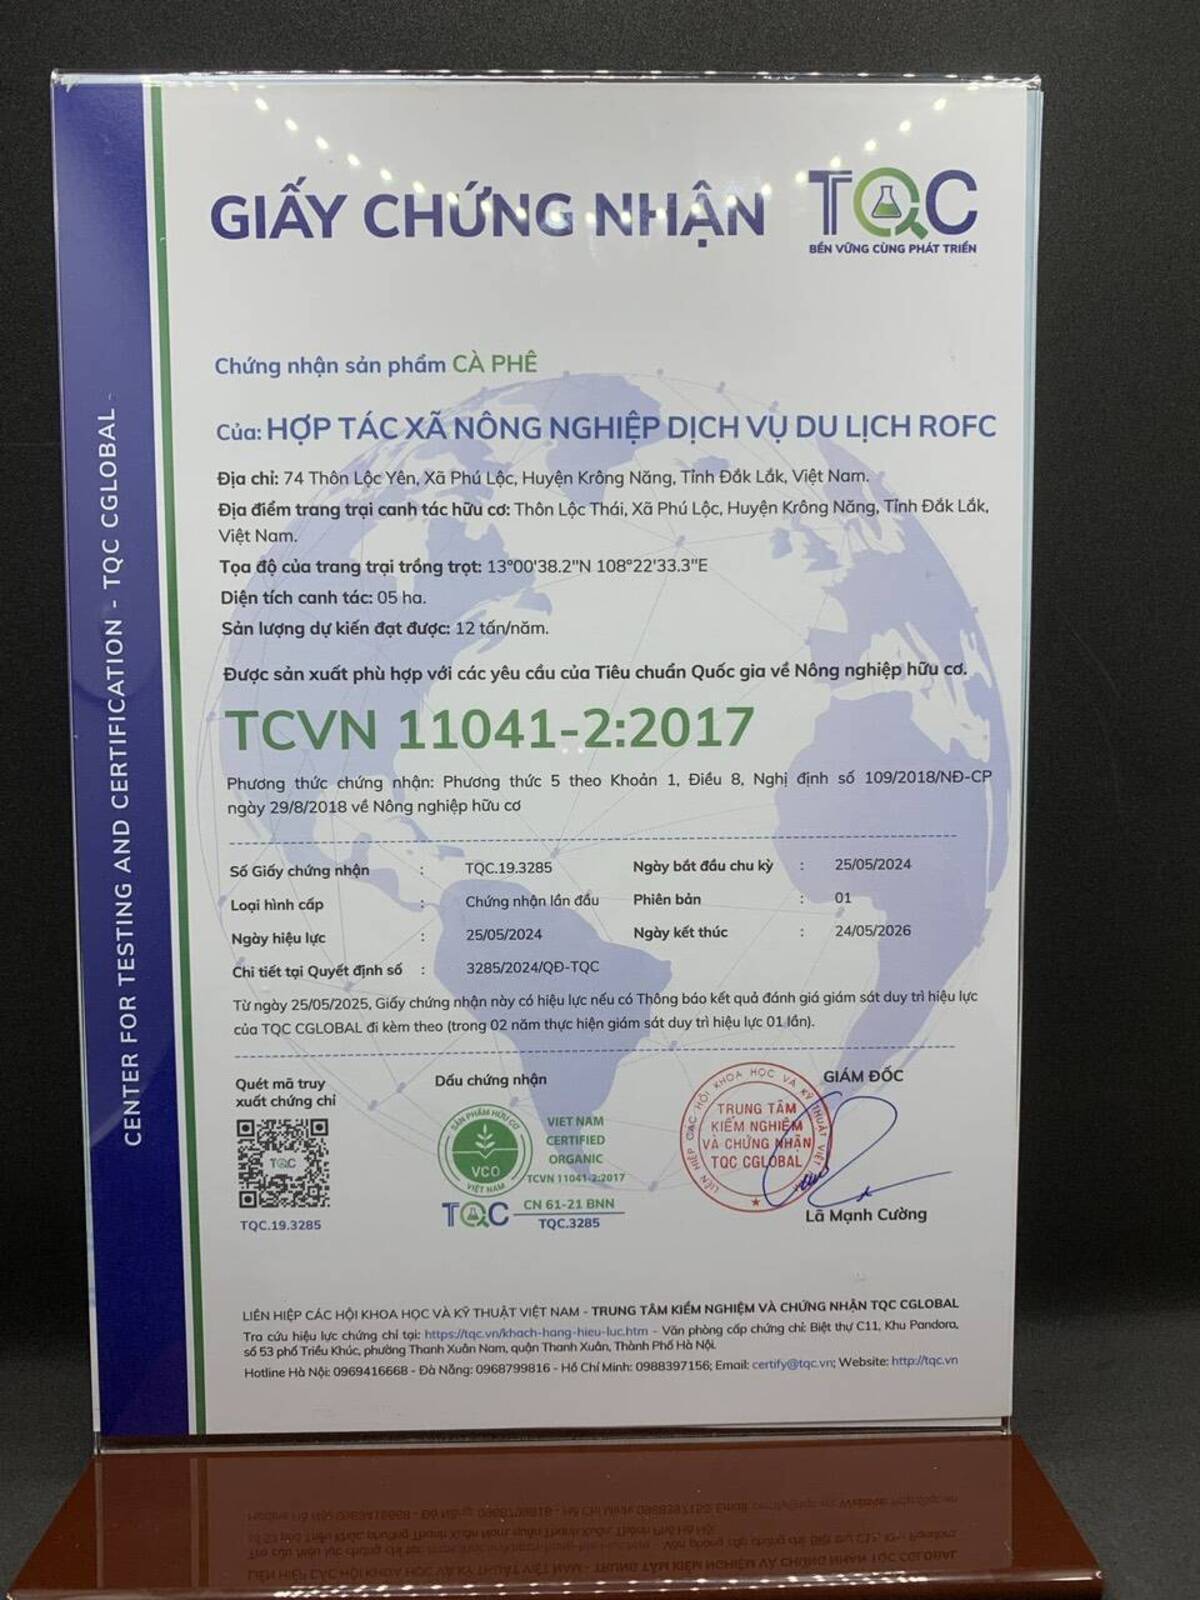 GIẤY CHỨNG NHẬN
TQC
BỀN VỮNG CÙNG PHÁT TRIỂN
CENTER FOR TESTING AND CERTIFICATION - TQC CGLOBAL
Chứng nhận sản phẩm CÀ PHÊ
Của: HỢP TÁC XÃ NÔNG NGHIỆP DỊCH VỤ DU LỊCH ROFC
Địa chỉ: 74 Thôn Lộc Yên, Xã Phú Lộc, Huyện Krông Năng, Tỉnh Đắk Lắk, Việt Nam.
Địa điểm trang trại canh tác hữu cơ: Thôn Lộc Thái, Xã Phú Lộc, Huyện Krông Năng, Tỉnh Đắk Lắk,
Việt Nam.
Tọa độ của trang trại trồng trọt: 13°00'38.2"N 108°22'33.3"E
Diện tích canh tác: 05 ha.
Sản lượng dự kiến đạt được: 12 tấn/năm.
Được sản xuất phù hợp với các yêu cầu của Tiêu chuẩn Quốc gia về Nông nghiệp hữu cơ.
TCVN 11041-2:2017
Phương thức chứng nhận: Phương thức 5 theo Khoản 1, Điều 8, Nghị định số 109/2018/NĐ-CP
ngày 29/8/2018 về Nông nghiệp hữu cơ
Số Giấy chứng nhận : TQC.19.3285 Ngày bắt đầu chu kỳ : 25/05/2024
Loại hình cấp : Chứng nhận lần đầu Phiên bản : 01
Ngày hiệu lực : 25/05/2024 Ngày kết thúc : 24/05/2026
Chi tiết tại Quyết định số : 3285/2024/QĐ-TQC
Từ ngày 25/05/2025, Giấy chứng nhận này có hiệu lực nếu có Thông báo kết quả đánh giá giám sát duy trì hiệu lực
của TQC CGLOBAL đi kèm theo (trong 02 năm thực hiện giám sát duy trì hiệu lực 01 lần).
Quét mã truy
xuất chứng chỉ
TQC
TQC.19.3285
Dấu chứng nhận
SẢN PHẨM HỮU CƠ
VCO
VIỆT NAM
VIET NAM
CERTIFIED
ORGANIC
TCVN 11041-2:2017
TQC
CN 61-21 BNN
TQC.3285
GIÁM ĐỐC
LIÊN HIỆP CÁC HỘI KHOA HỌC VÀ KỸ THUẬT VIỆT NAM
TRUNG TÂM
KIỂM NGHIỆM
VÀ CHỨNG NHẬN
TQC CGLOBAL
Lã Mạnh Cường
LIÊN HIỆP CÁC HỘI KHOA HỌC VÀ KỸ THUẬT VIỆT NAM - TRUNG TÂM KIỂM NGHIỆM VÀ CHỨNG NHẬN TQC CGLOBAL
Tra cứu hiệu lực chứng chỉ tại: https://tqc.vn/khach-hang-hieu-luc.htm - Văn phòng cấp chứng chỉ: Biệt thự C11, Khu Pandora,
số 53 phố Triều Khúc, phường Thanh Xuân Nam, quận Thanh Xuân, Thành Phố Hà Nội.
Hotline Hà Nội: 0969416668 - Đà Nẵng: 0968799816 - Hồ Chí Minh: 0988397156; Email: certify@tqc.vn; Website: http://tqc.vn